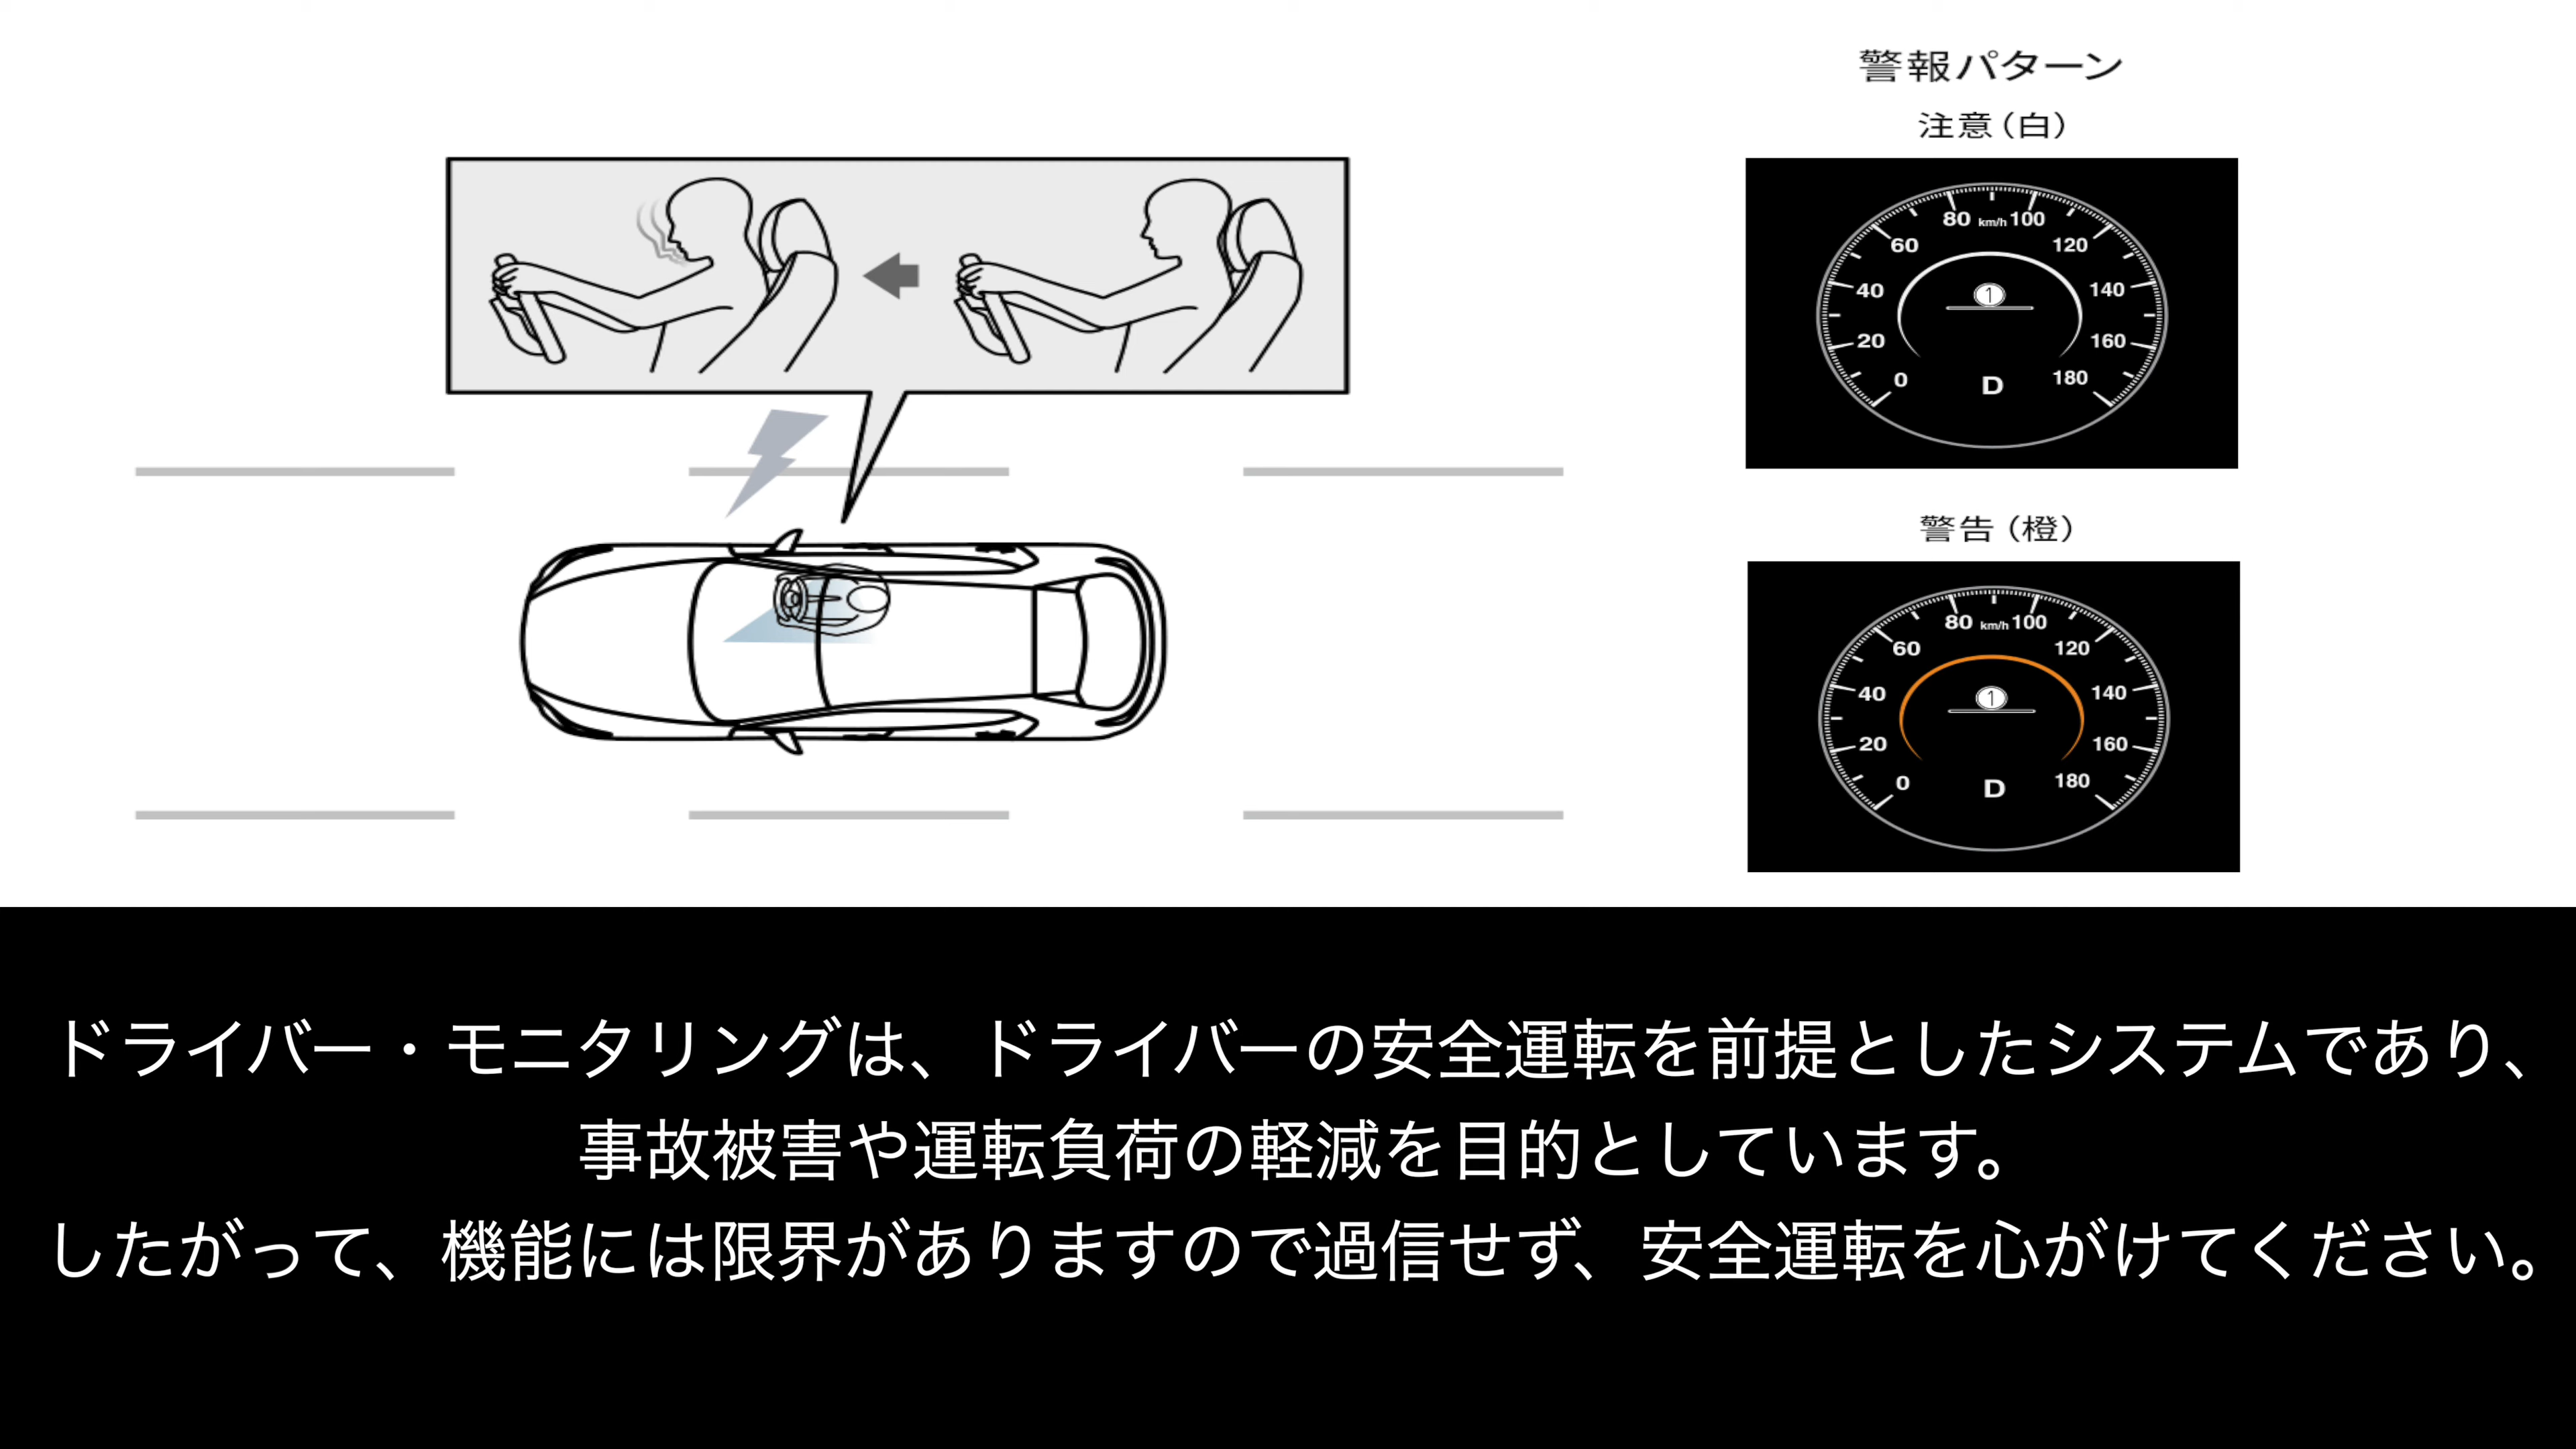 警報パターン
注意（白）
80 km/h 100
60 120
40 1 140
20 160
0 D 180
警告（橙）
80 km/h 100
60 120
40 1 140
20 160
0 D 180
ドライバー・モニタリングは、ドライバーの安全運転を前提としたシステムであり、
事故被害や運転負荷の軽減を目的としています。
したがって、機能には限界がありますので過信せず、安全運転を心がけてください。